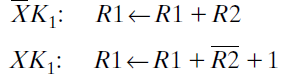 X̅K₁: R1 ← R1 + R2
XK₁: R1 ← R1 + R̅2̅ + 1